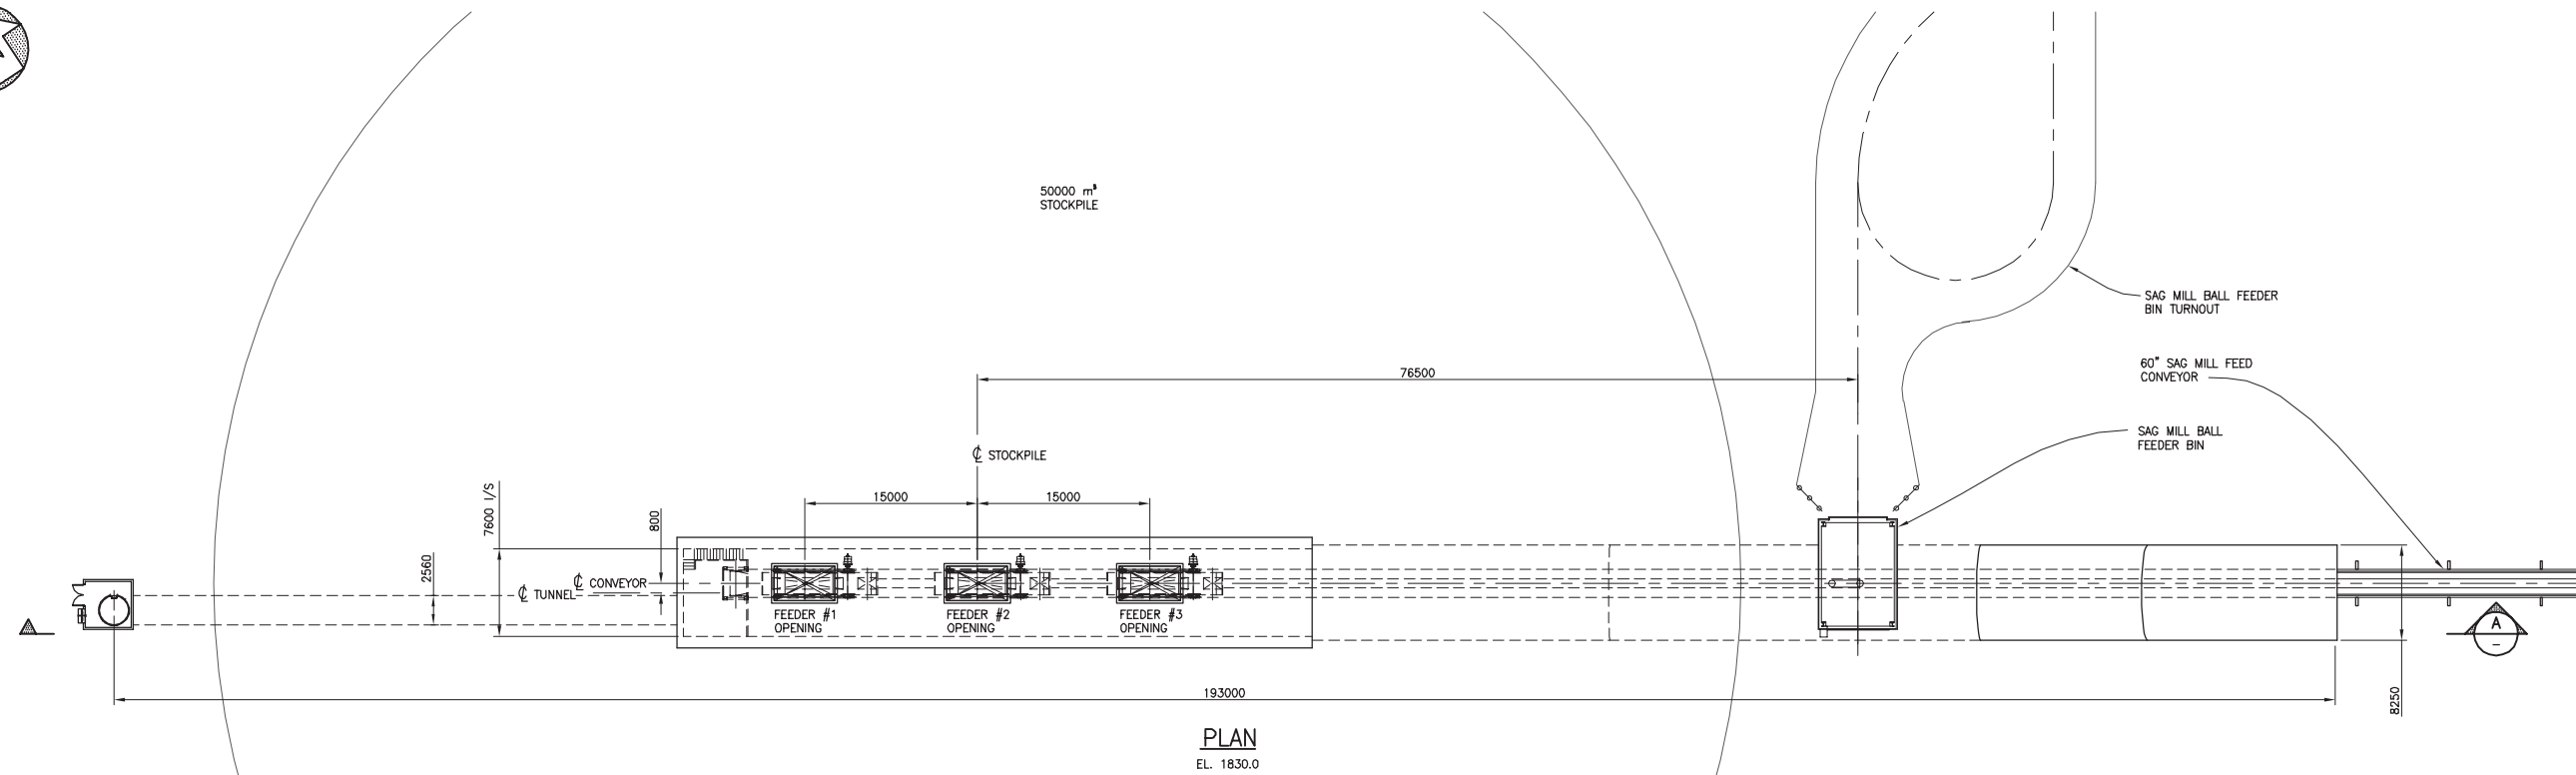 50000 m³
STOCKPILE
SAG MILL BALL FEEDER
BIN TURNOUT
60" SAG MILL FEED
CONVEYOR
76500
SAG MILL BALL
FEEDER BIN
℄ STOCKPILE
15000
15000
7600 I/S
800
2560
℄ CONVEYOR
℄ TUNNEL
FEEDER #1
OPENING
FEEDER #2
OPENING
FEEDER #3
OPENING
A
–
193000
8250
PLAN
EL. 1830.0